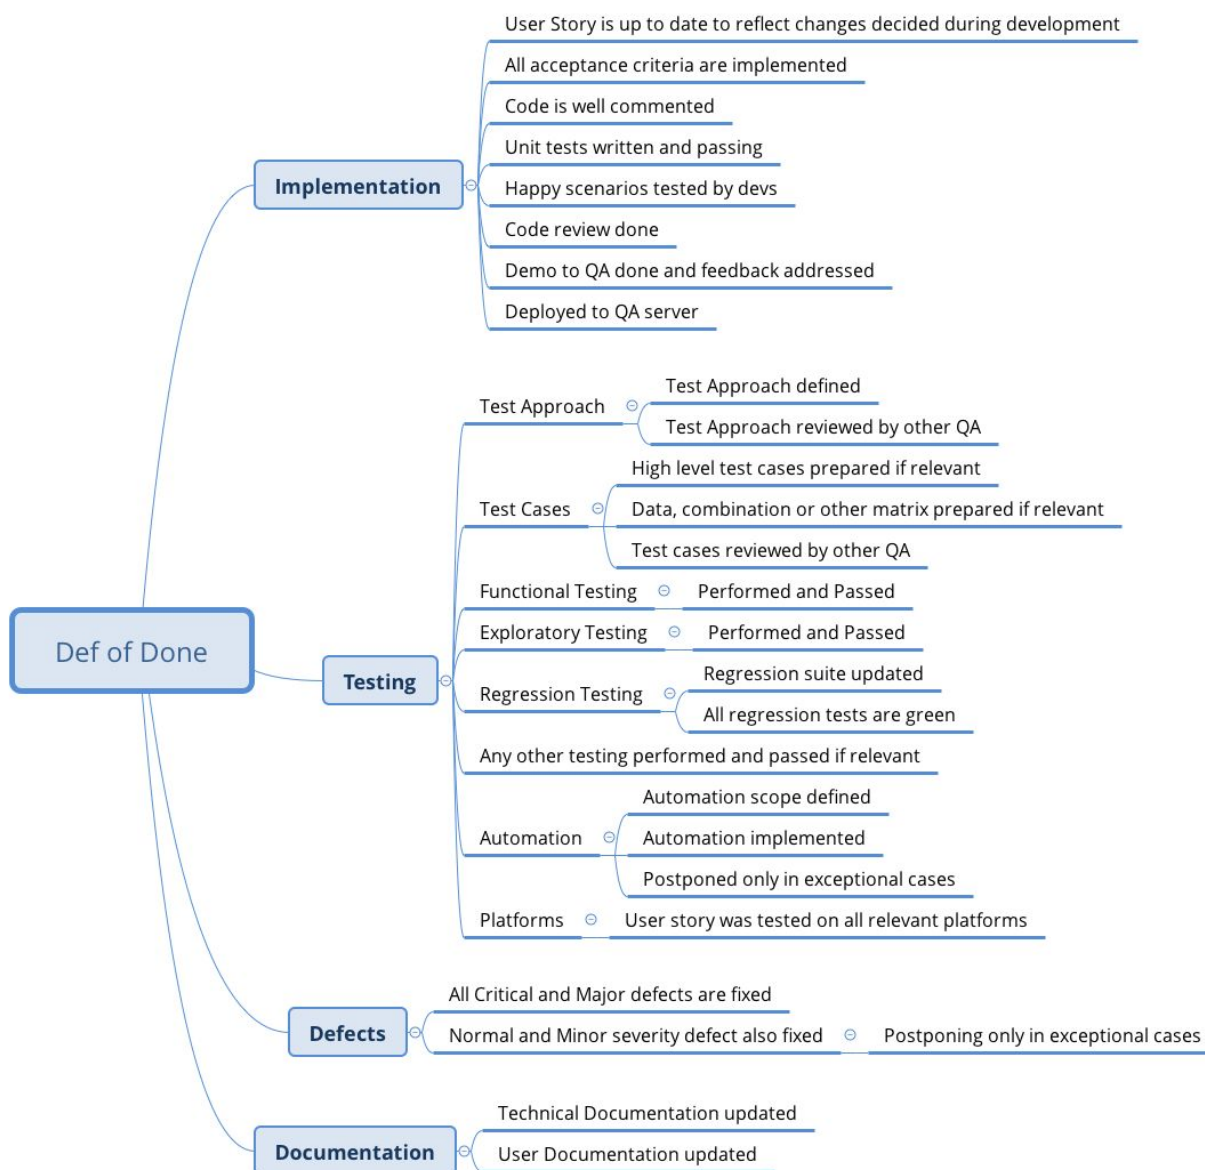 Def of Done
Implementation
User Story is up to date to reflect changes decided during development
All acceptance criteria are implemented
Code is well commented
Unit tests written and passing
Happy scenarios tested by devs
Code review done
Demo to QA done and feedback addressed
Deployed to QA server
Testing
Test Approach
Test Approach defined
Test Approach reviewed by other QA
Test Cases
High level test cases prepared if relevant
Data, combination or other matrix prepared if relevant
Test cases reviewed by other QA
Functional Testing
Performed and Passed
Exploratory Testing
Performed and Passed
Regression Testing
Regression suite updated
All regression tests are green
Any other testing performed and passed if relevant
Automation
Automation scope defined
Automation implemented
Postponed only in exceptional cases
Platforms
User story was tested on all relevant platforms
Defects
All Critical and Major defects are fixed
Normal and Minor severity defect also fixed
Postponing only in exceptional cases
Documentation
Technical Documentation updated
User Documentation updated